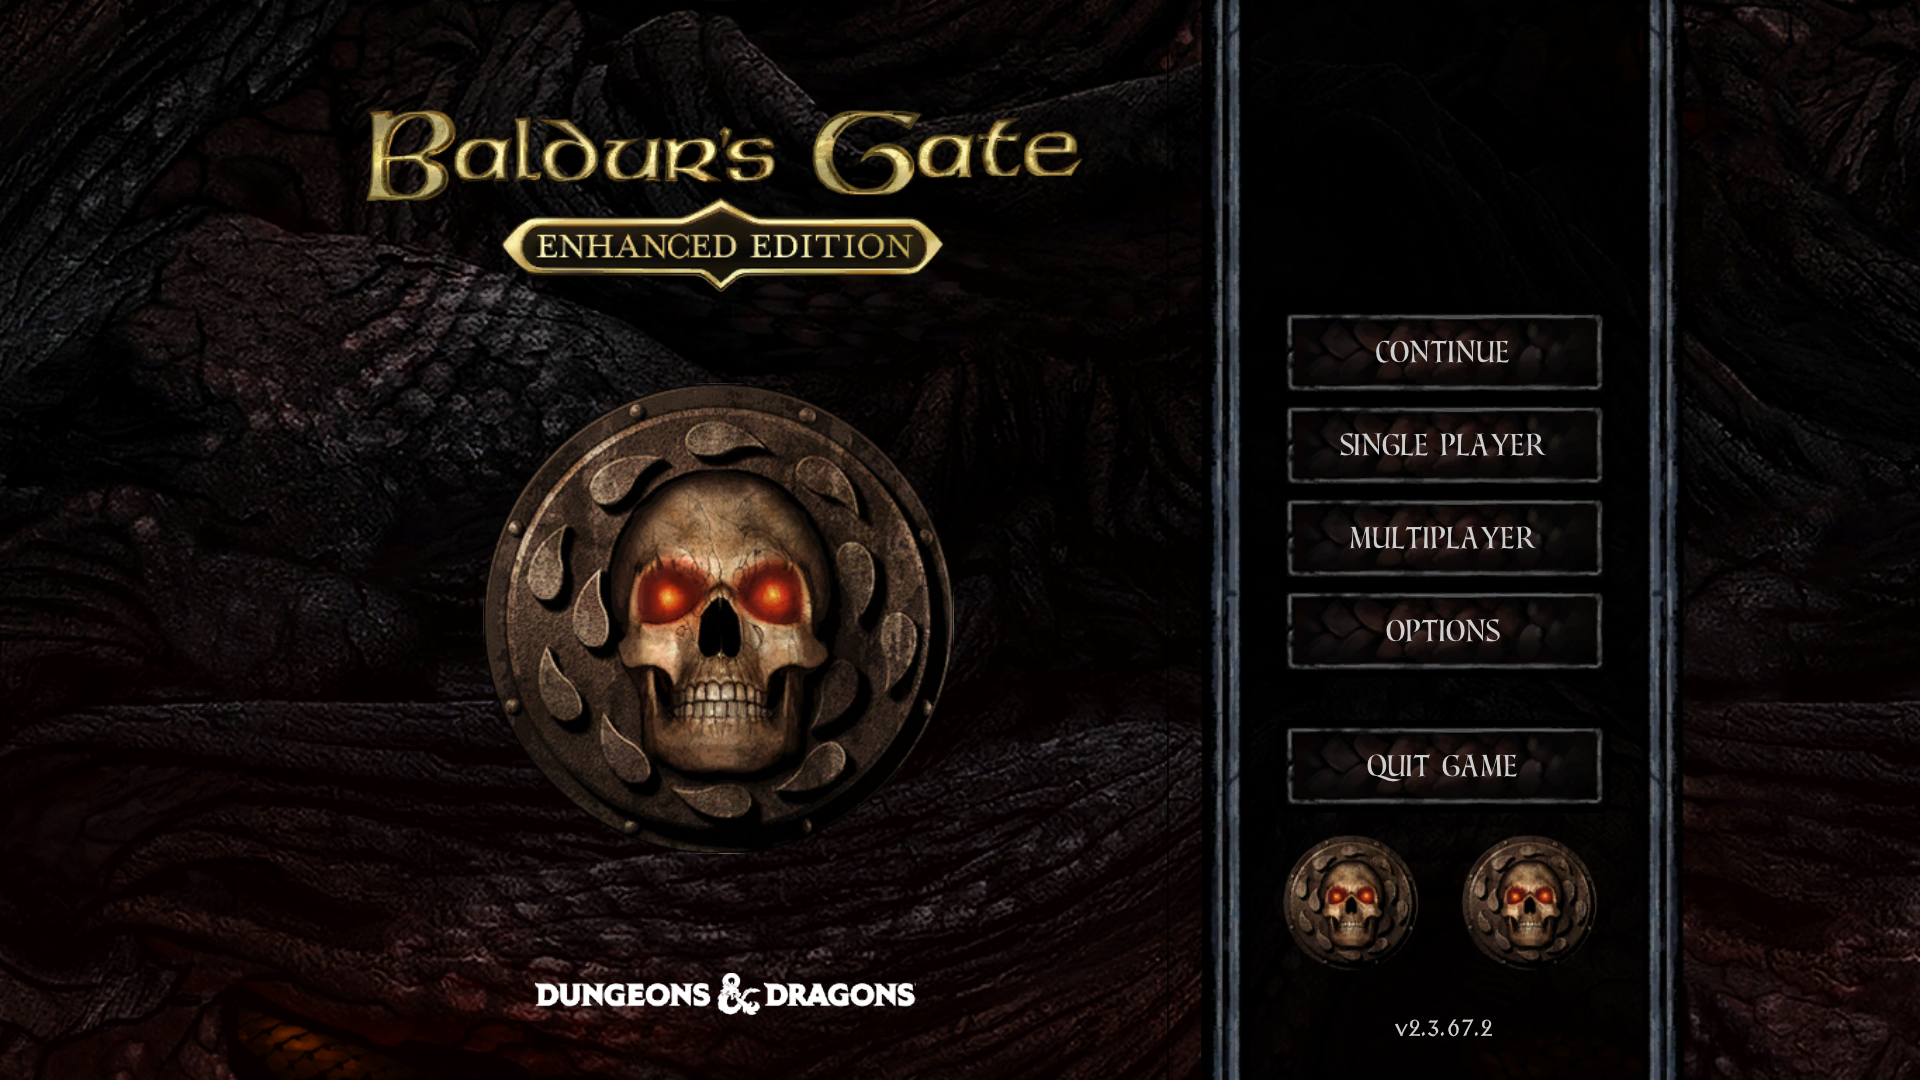 Baldur's Gate
ENHANCED EDITION
DUNGEONS & DRAGONS
CONTINUE
SINGLE PLAYER
MULTIPLAYER
OPTIONS
QUIT GAME
v2.3.67.2